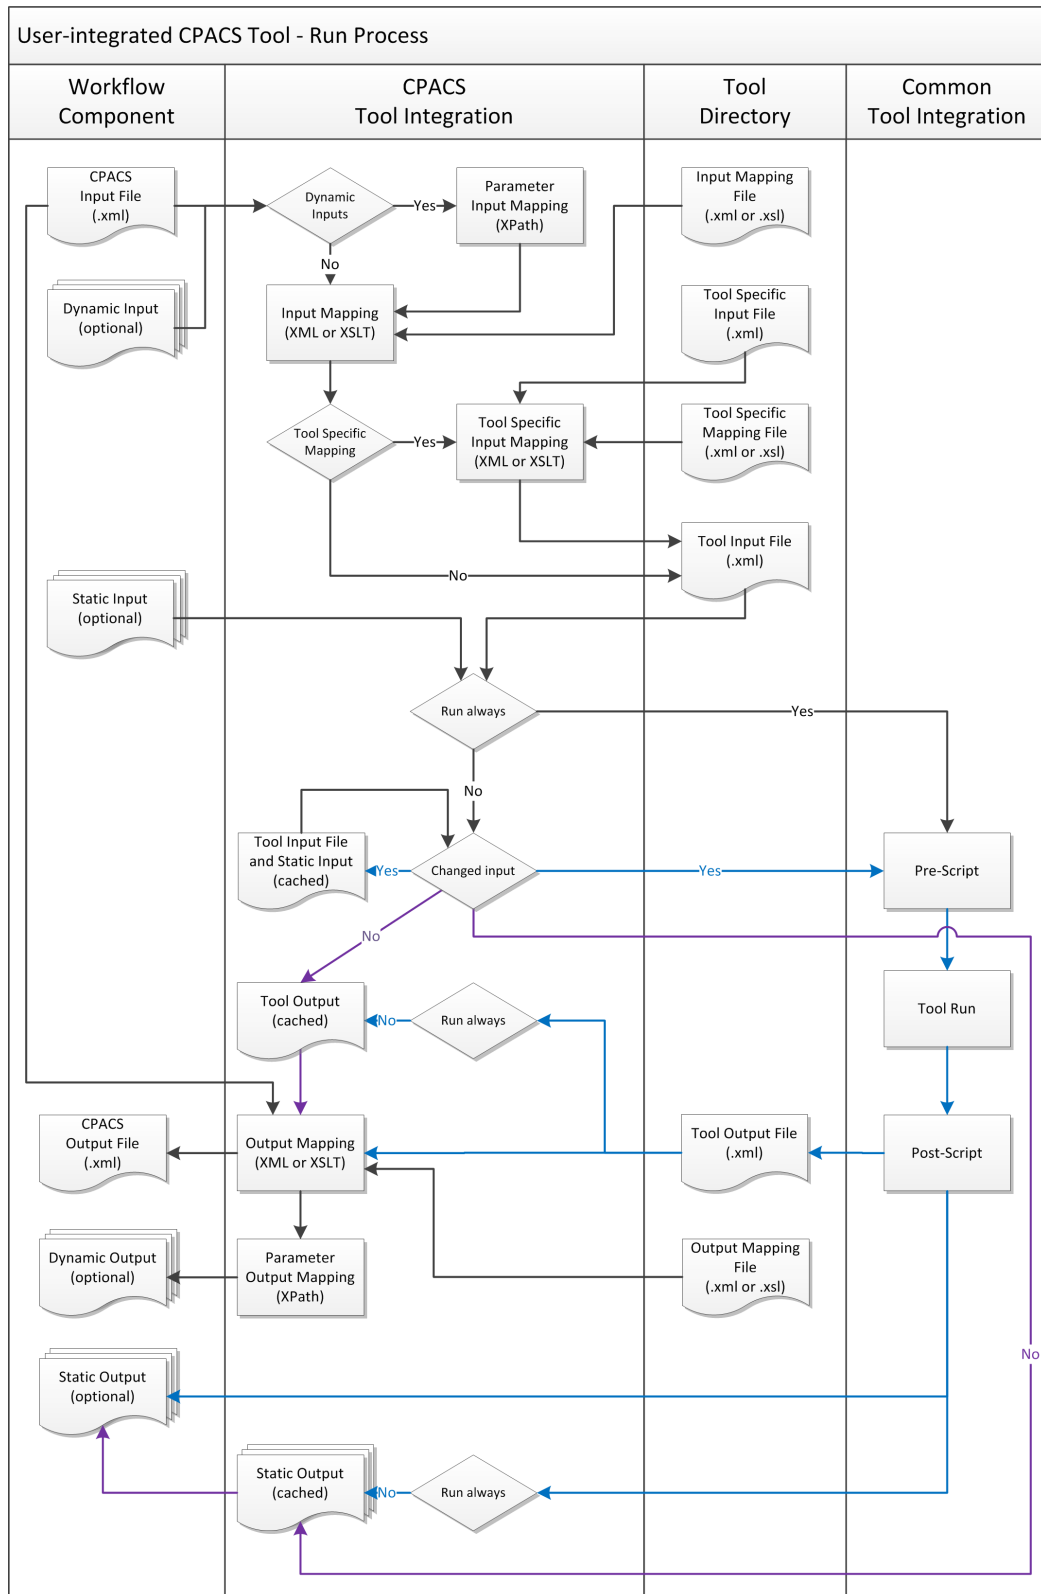 User-integrated CPACS Tool - Run Process
Workflow
Component
CPACS
Tool Integration
Tool
Directory
Common
Tool Integration
CPACS
Input File
(.xml)
Dynamic
Inputs
Yes
Parameter
Input Mapping
(XPath)
Input Mapping
File
(.xml or .xsl)
No
Dynamic Input
(optional)
Input Mapping
(XML or XSLT)
Tool Specific
Input File
(.xml)
Tool Specific
Mapping
Yes
Tool Specific
Input Mapping
(XML or XSLT)
Tool Specific
Mapping File
(.xml or .xsl)
Tool Input File
(.xml)
No
Static Input
(optional)
Run always
Yes
No
Tool Input File
and Static Input
(cached)
Yes
Changed input
Yes
Pre-Script
No
Tool Output
(cached)
No
Run always
Tool Run
CPACS
Output File
(.xml)
Output Mapping
(XML or XSLT)
Tool Output File
(.xml)
Post-Script
Dynamic Output
(optional)
Parameter
Output Mapping
(XPath)
Output Mapping
File
(.xml or .xsl)
No
Static Output
(optional)
Static Output
(cached)
No
Run always